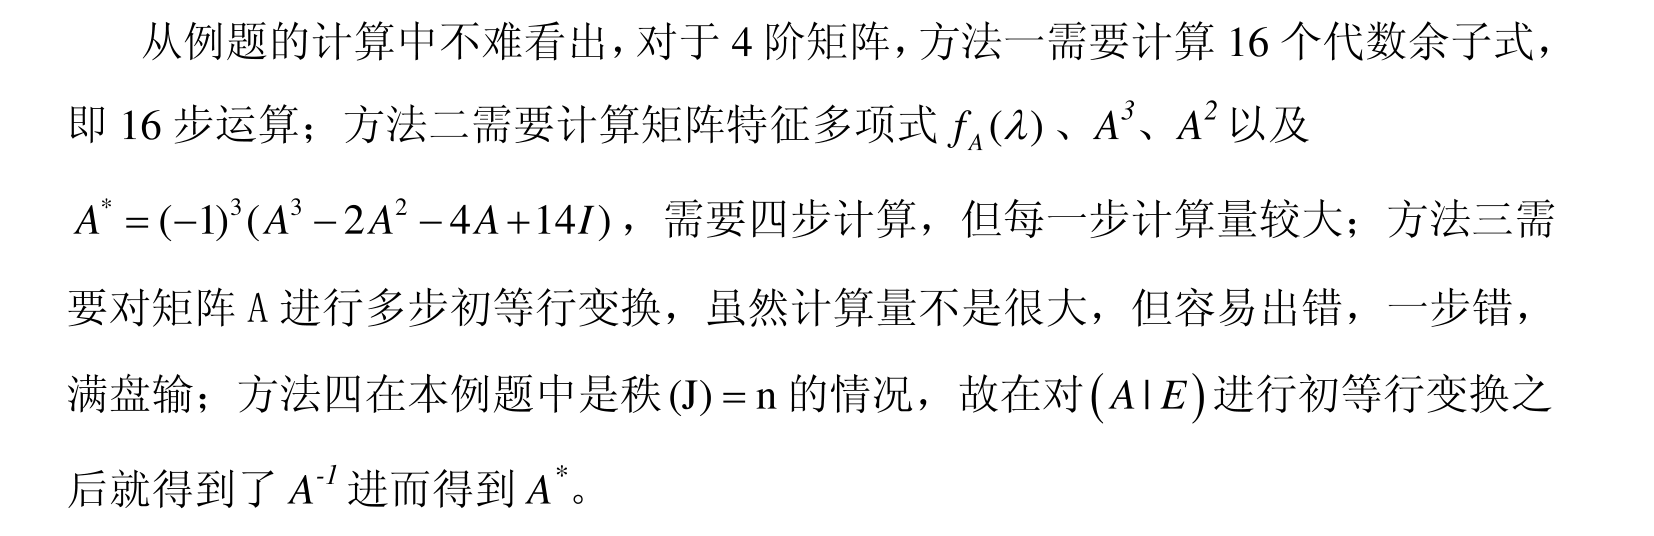 从例题的计算中不难看出，对于 4 阶矩阵，方法一需要计算 16 个代数余子式，
即 16 步运算；方法二需要计算矩阵特征多项式 f_A(λ)、A^3、A^2 以及
A^* = (−1)^3(A^3 − 2A^2 − 4A + 14I)，需要四步计算，但每一步计算量较大；方法三需
要对矩阵 A 进行多步初等行变换，虽然计算量不是很大，但容易出错，一步错，
满盘输；方法四在本例题中是秩 (J) = n 的情况，故在对 (A | E) 进行初等行变换之
后就得到了 A^-1 进而得到 A^*。